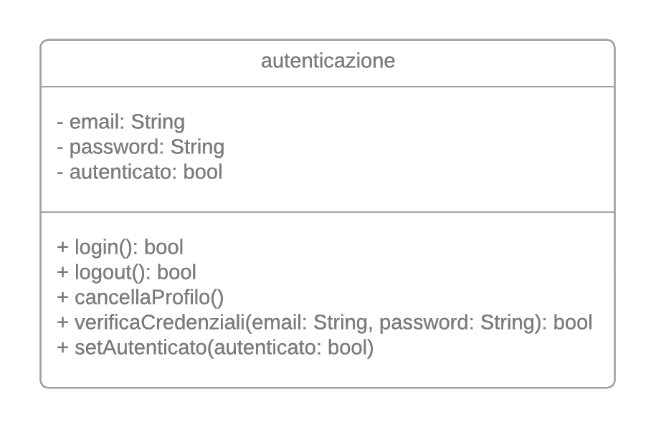 autenticazione
- email: String
- password: String
- autenticato: bool
+ login(): bool
+ logout(): bool
+ cancellaProfilo()
+ verificaCredenziali(email: String, password: String): bool
+ setAutenticato(autenticato: bool)